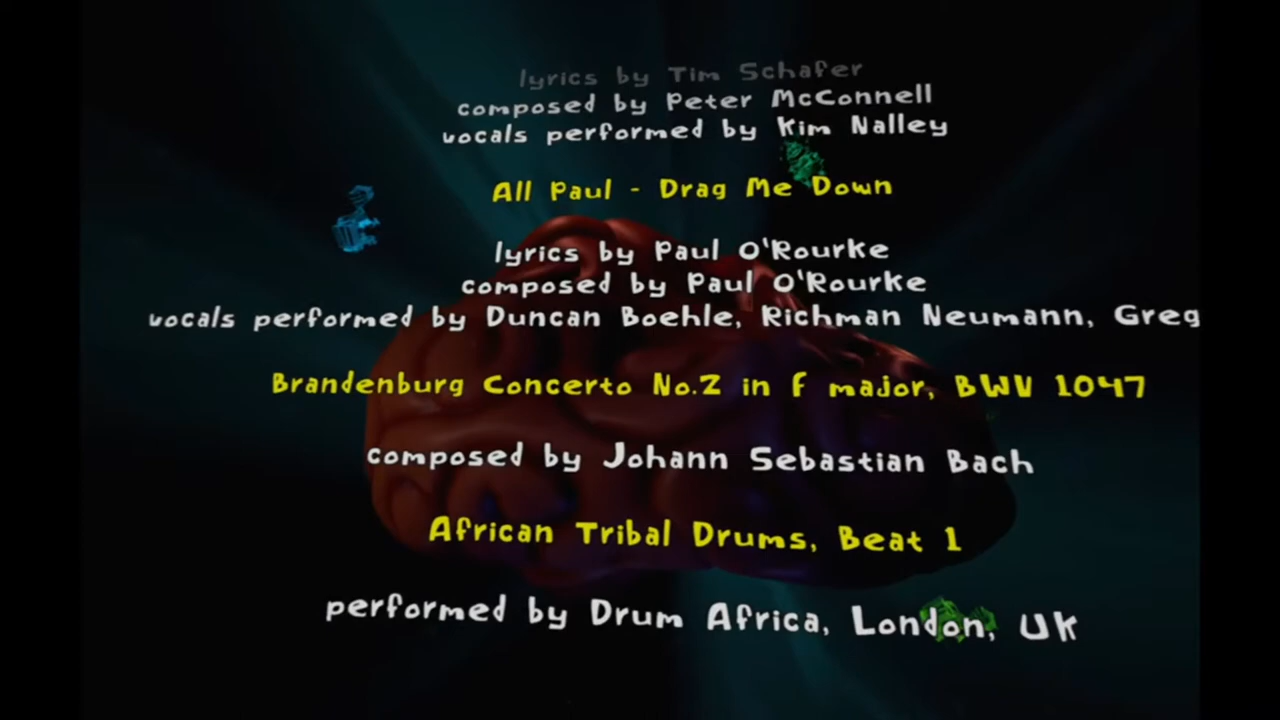 lyrics by Tim Schafer
composed by Peter McConnell
vocals performed by Kim Nalley
All Paul - Drag Me Down
lyrics by Paul O'Rourke
composed by Paul O'Rourke
vocals performed by Duncan Boehle, Richman Neumann, Greg
Brandenburg Concerto No.2 in F major, BWV 1047
composed by Johann Sebastian Bach
African Tribal Drums, Beat 1
performed by Drum Africa, London, UK